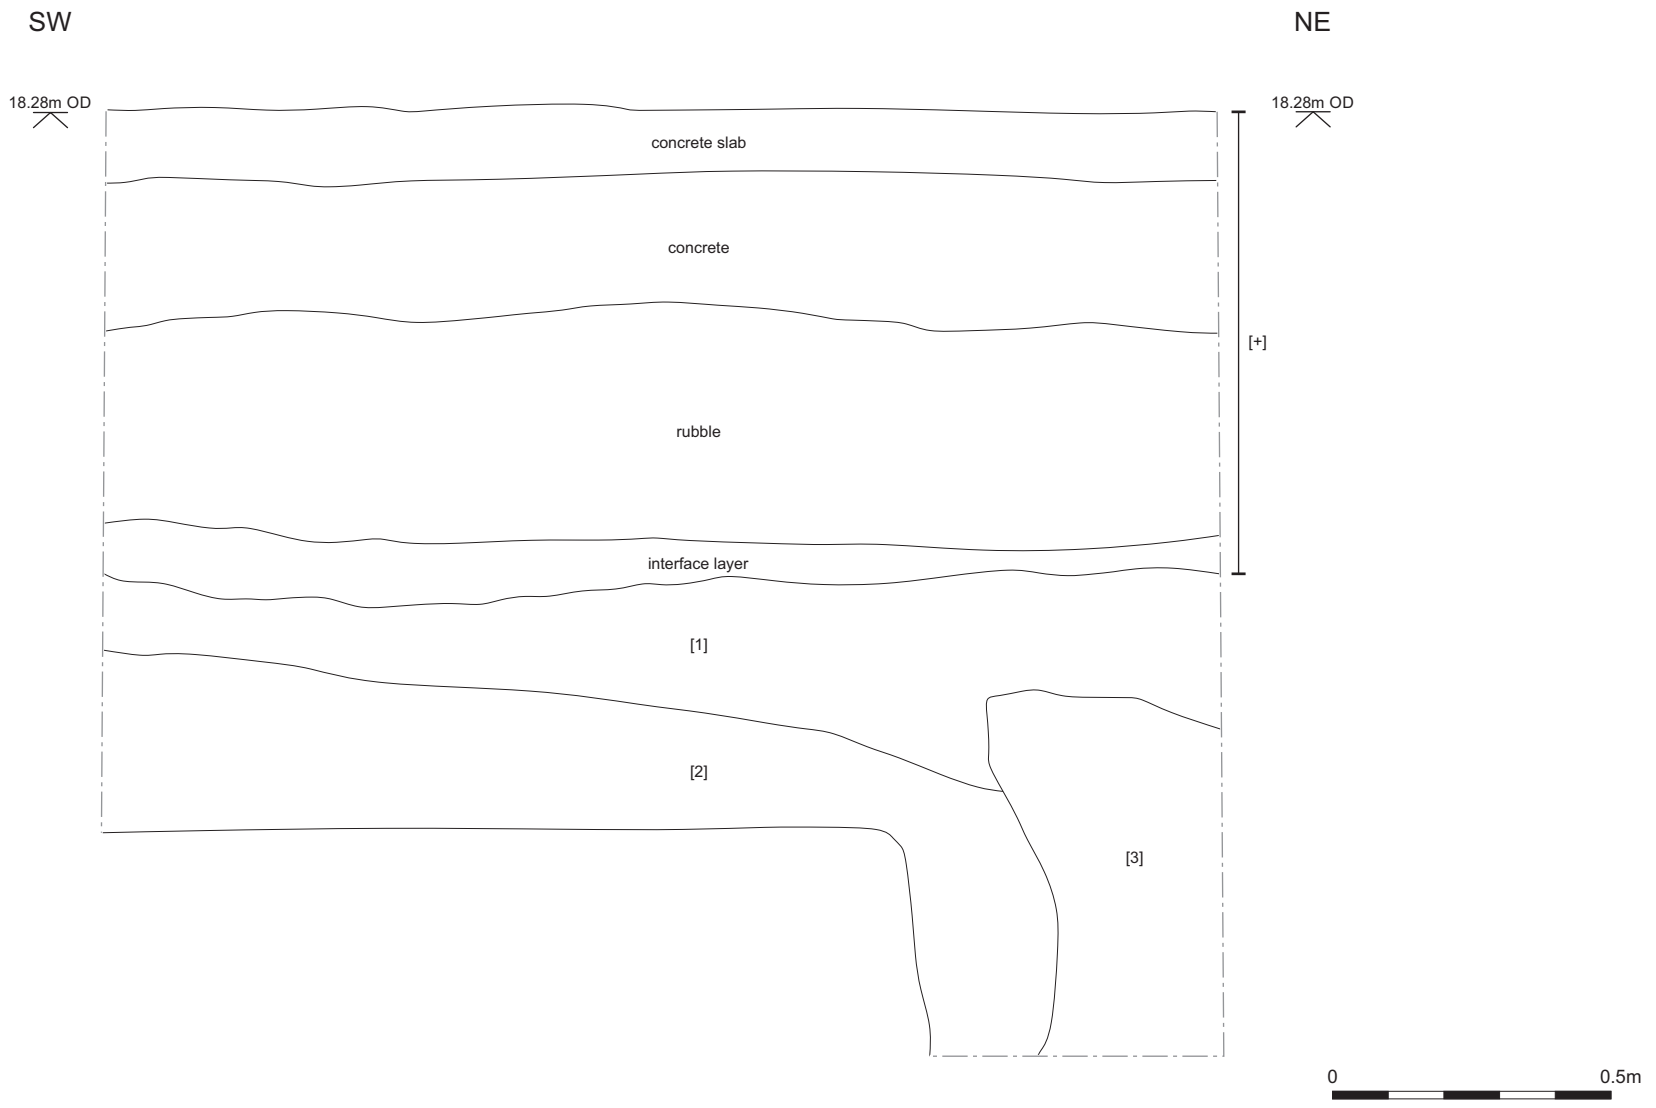 SW
NE
18.28m OD
18.28m OD
concrete slab
concrete
[+]
rubble
interface layer
[1]
[2]
[3]
0
0.5m